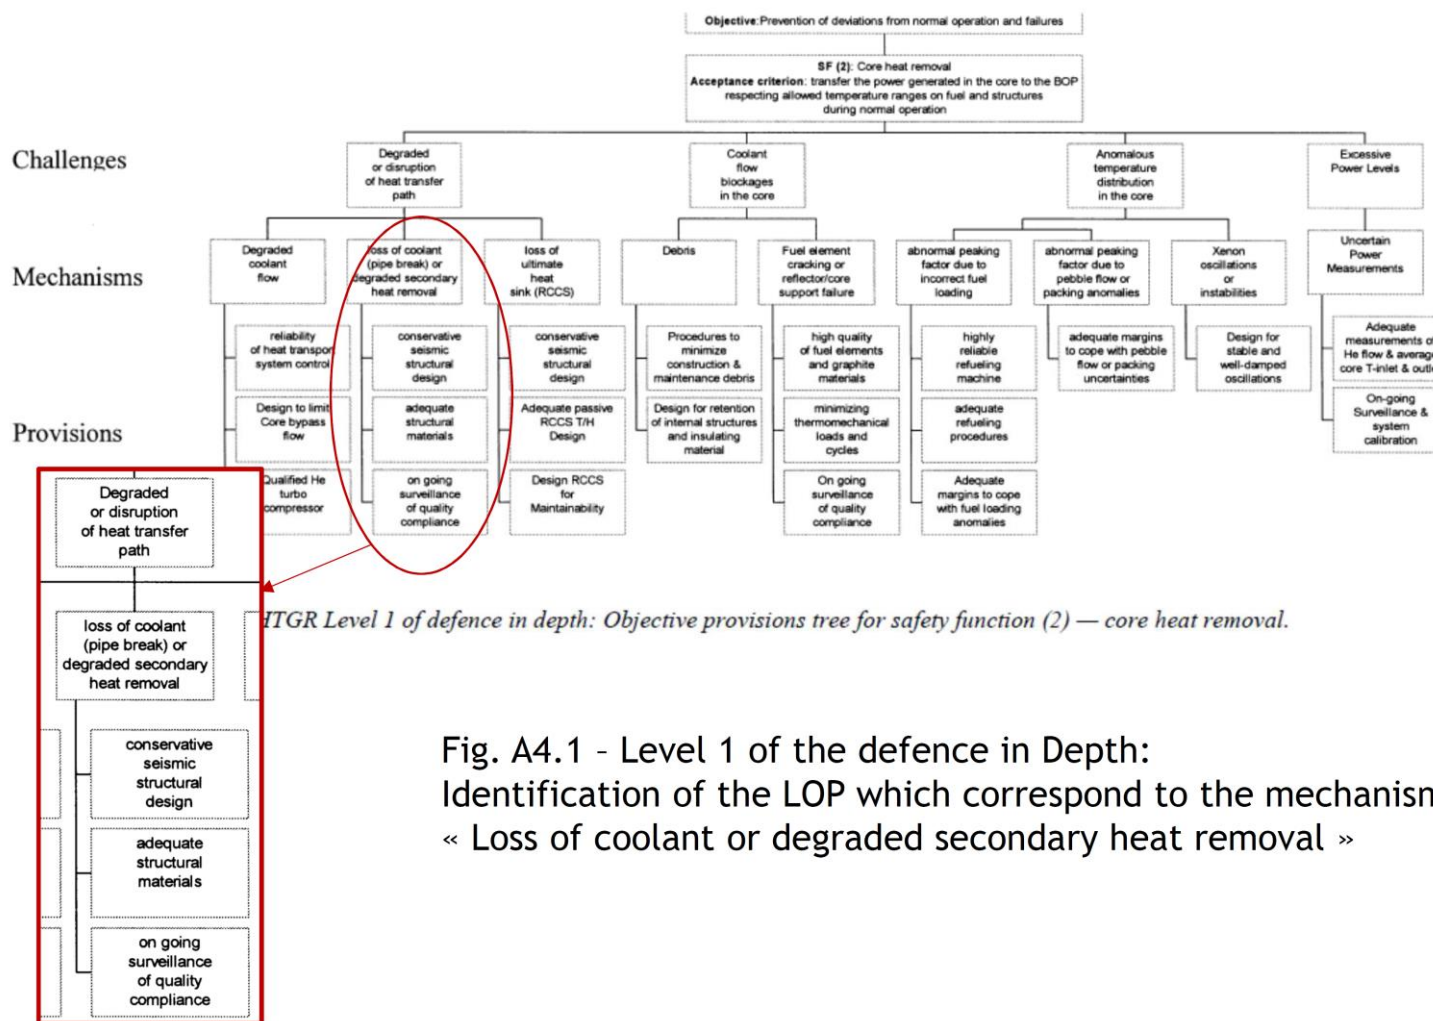 Objective:Prevention of deviations from normal operation and failures
SF (2): Core heat removal
Acceptance criterion: transfer the power generated in the core to the BOP
respecting allowed temperature ranges on fuel and structures
during normal operation
Challenges
Degraded
or disruption
of heat transfer
path
Coolant
flow
blockages
in the core
Anomalous
temperature
distribution
in the core
Excessive
Power Levels
Mechanisms
Degraded
coolant
flow
loss of coolant
(pipe break) or
degraded secondary
heat removal
loss of
ultimate
heat
sink (RCCS)
Debris
Fuel element
cracking or
reflector/core
support failure
abnormal peaking
factor due to
incorrect fuel
loading
abnormal peaking
factor due to
pebble flow or
packing anomalies
Xenon
oscillations
or
instabilities
Uncertain
Power
Measurements
Provisions
reliability
of heat transport
system control
Design to limit
Core bypass
flow
Qualified He
turbo
compressor
conservative
seismic
structural
design
adequate
structural
materials
on going
surveillance
of quality
compliance
conservative
seismic
structural
design
Adequate passive
RCCS T/H
Design
Design RCCS
for
Maintainability
Procedures to
minimize
construction &
maintenance debris
Design for retention
of internal structures
and insulating
material
high quality
of fuel elements
and graphite
materials
minimizing
thermomechanical
loads and
cycles
On going
surveillance
of quality
compliance
highly
reliable
refueling
machine
adequate
refueling
procedures
Adequate
margins to cope
with fuel loading
anomalies
adequate margins
to cope with pebble
flow or packing
uncertainties
Design for
stable and
well-damped
oscillations
Adequate
measurements of
He flow & average
core T-inlet & outle
On-going
Surveillance &
system
calibration
Degraded
or disruption
of heat transfer
path
loss of coolant
(pipe break) or
degraded secondary
heat removal
conservative
seismic
structural
design
adequate
structural
materials
on going
surveillance
of quality
compliance
HTGR Level 1 of defence in depth: Objective provisions tree for safety function (2) — core heat removal.
Fig. A4.1 - Level 1 of the defence in Depth:
Identification of the LOP which correspond to the mechanism
« Loss of coolant or degraded secondary heat removal »